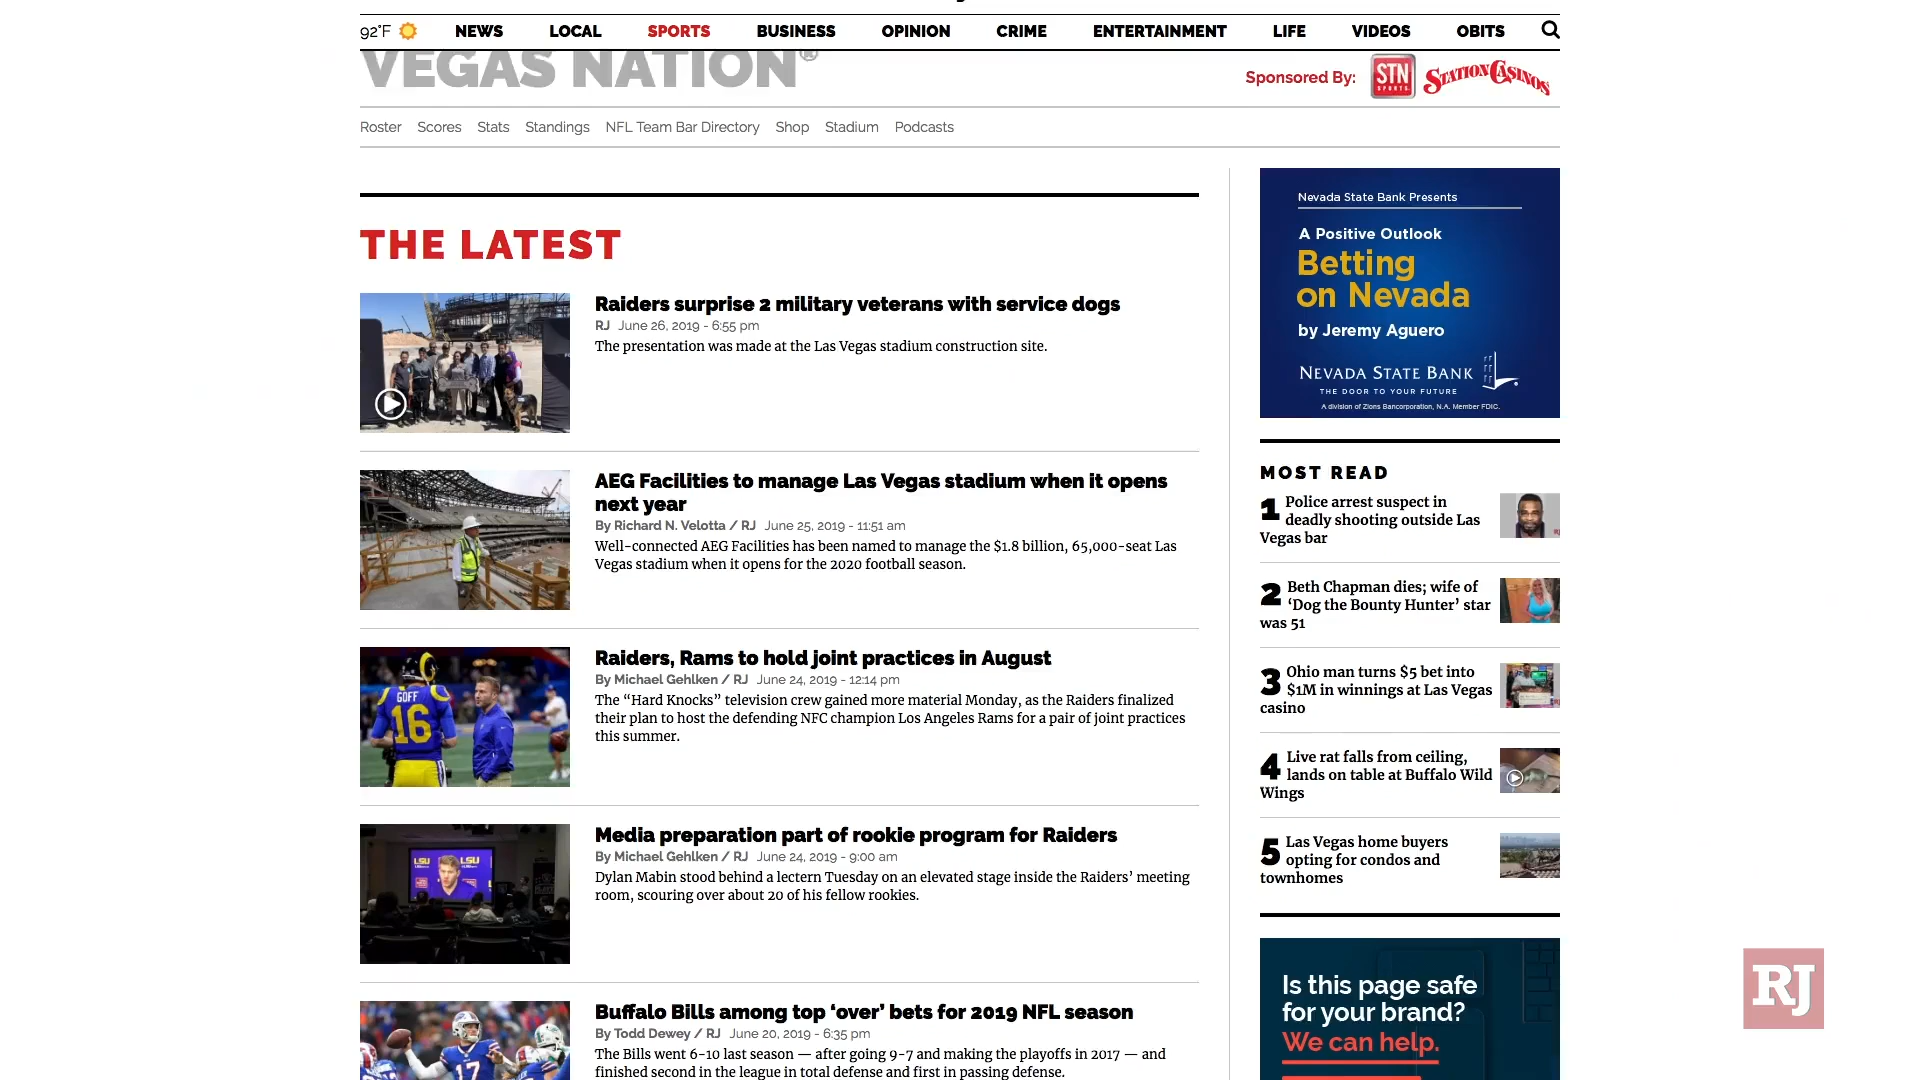 92°F NEWS LOCAL SPORTS BUSINESS OPINION CRIME ENTERTAINMENT LIFE VIDEOS OBITS
VEGAS NATION®
Sponsored By: STN SPORTS STATION CASINOS
Roster Scores Stats Standings NFL Team Bar Directory Shop Stadium Podcasts
THE LATEST
Raiders surprise 2 military veterans with service dogs
RJ June 26, 2019 - 6:55 pm
The presentation was made at the Las Vegas stadium construction site.
AEG Facilities to manage Las Vegas stadium when it opens
next year
By Richard N. Velotta / RJ June 25, 2019 - 11:51 am
Well-connected AEG Facilities has been named to manage the $1.8 billion, 65,000-seat Las
Vegas stadium when it opens for the 2020 football season.
GOFF
16
Raiders, Rams to hold joint practices in August
By Michael Gehlken / RJ June 24, 2019 - 12:14 pm
The “Hard Knocks” television crew gained more material Monday, as the Raiders finalized
their plan to host the defending NFC champion Los Angeles Rams for a pair of joint practices
this summer.
LSU LSU
Media preparation part of rookie program for Raiders
By Michael Gehlken / RJ June 24, 2019 - 9:00 am
Dylan Mabin stood behind a lectern Tuesday on an elevated stage inside the Raiders’ meeting
room, scouring over about 20 of his fellow rookies.
17
Buffalo Bills among top ‘over’ bets for 2019 NFL season
By Todd Dewey / RJ June 20, 2019 - 6:35 pm
The Bills went 6-10 last season — after going 9-7 and making the playoffs in 2017 — and
finished second in the league in total defense and first in passing defense.
Nevada State Bank Presents
A Positive Outlook
Betting
on Nevada
by Jeremy Aguero
NEVADA STATE BANK
THE DOOR TO YOUR FUTURE
A division of Zions Bancorporation, N.A. Member FDIC.
MOST READ
1 Police arrest suspect in
deadly shooting outside Las
Vegas bar
2 Beth Chapman dies; wife of
‘Dog the Bounty Hunter’ star
was 51
3 Ohio man turns $5 bet into
$1M in winnings at Las Vegas
casino
4 Live rat falls from ceiling,
lands on table at Buffalo Wild
Wings
5 Las Vegas home buyers
opting for condos and
townhomes
Is this page safe
for your brand?
We can help.
RJ